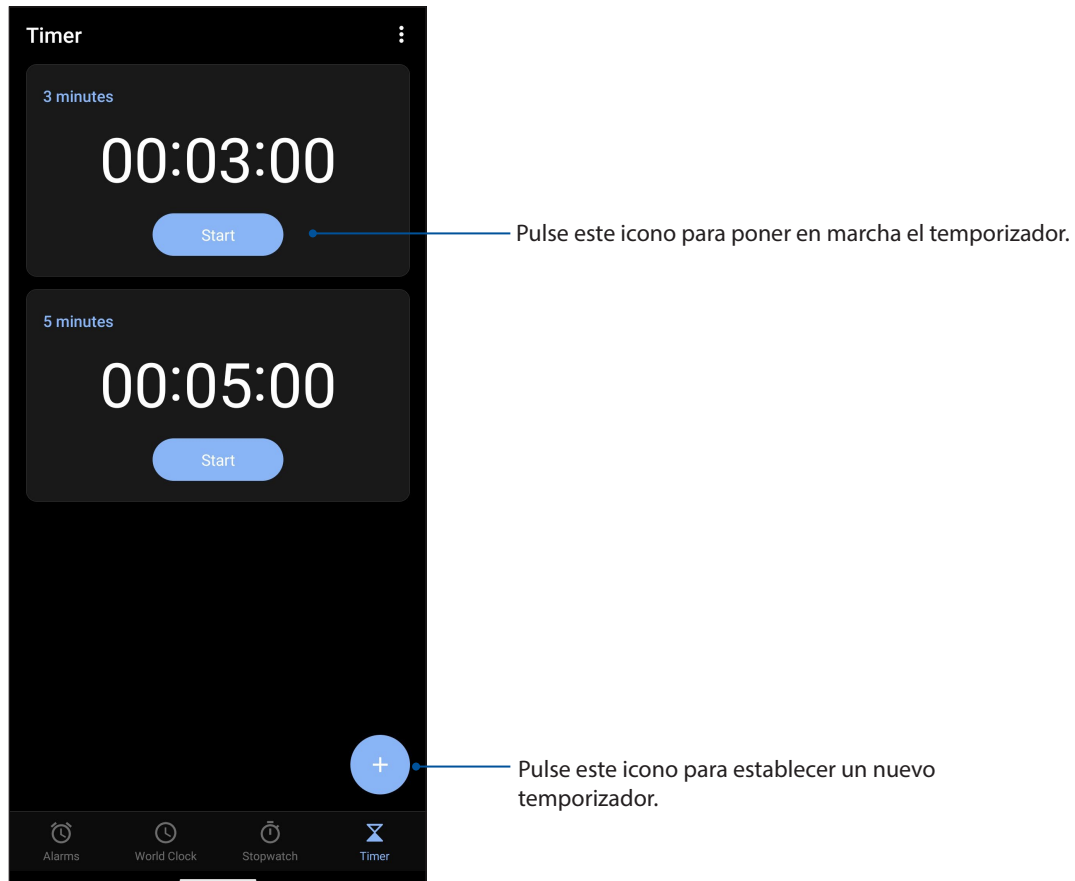 Timer
3 minutes
00:03:00
Start
Pulse este icono para poner en marcha el temporizador.
5 minutes
00:05:00
Start
+
Pulse este icono para establecer un nuevo
temporizador.
Alarms World Clock Stopwatch Timer